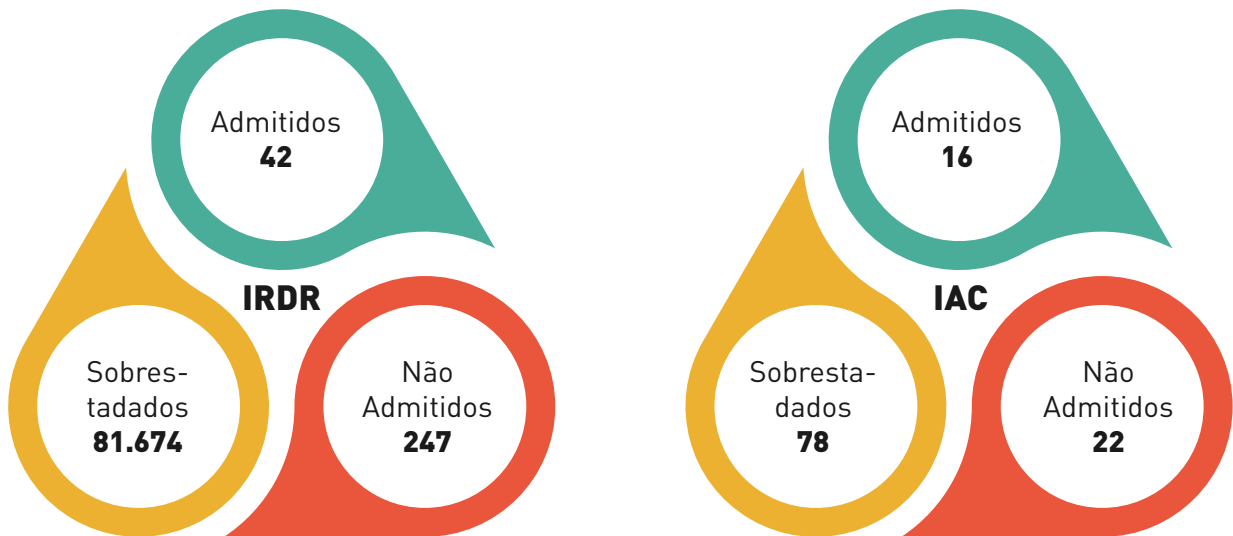 Admitidos
42
IRDR
Sobres-
tadados
81.674
Não
Admitidos
247
Admitidos
16
IAC
Sobresta-
dados
78
Não
Admitidos
22